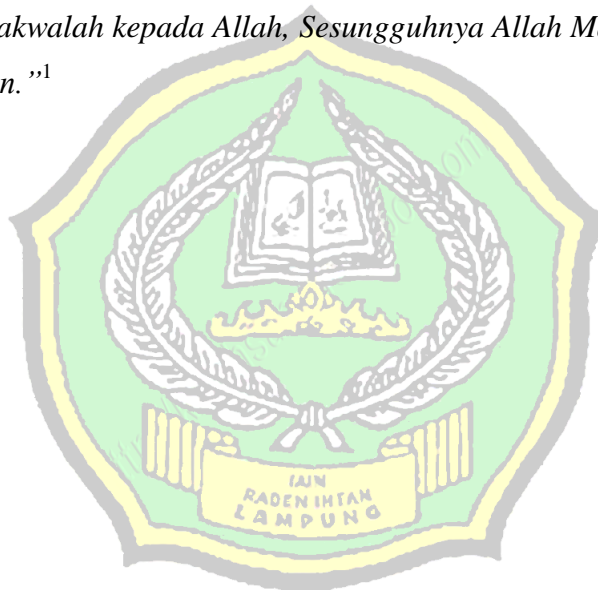 akwalah kepada Allah, Sesungguhnya Allah M
n.”¹
IAIN
RADEN INTAN
LAMPUNG